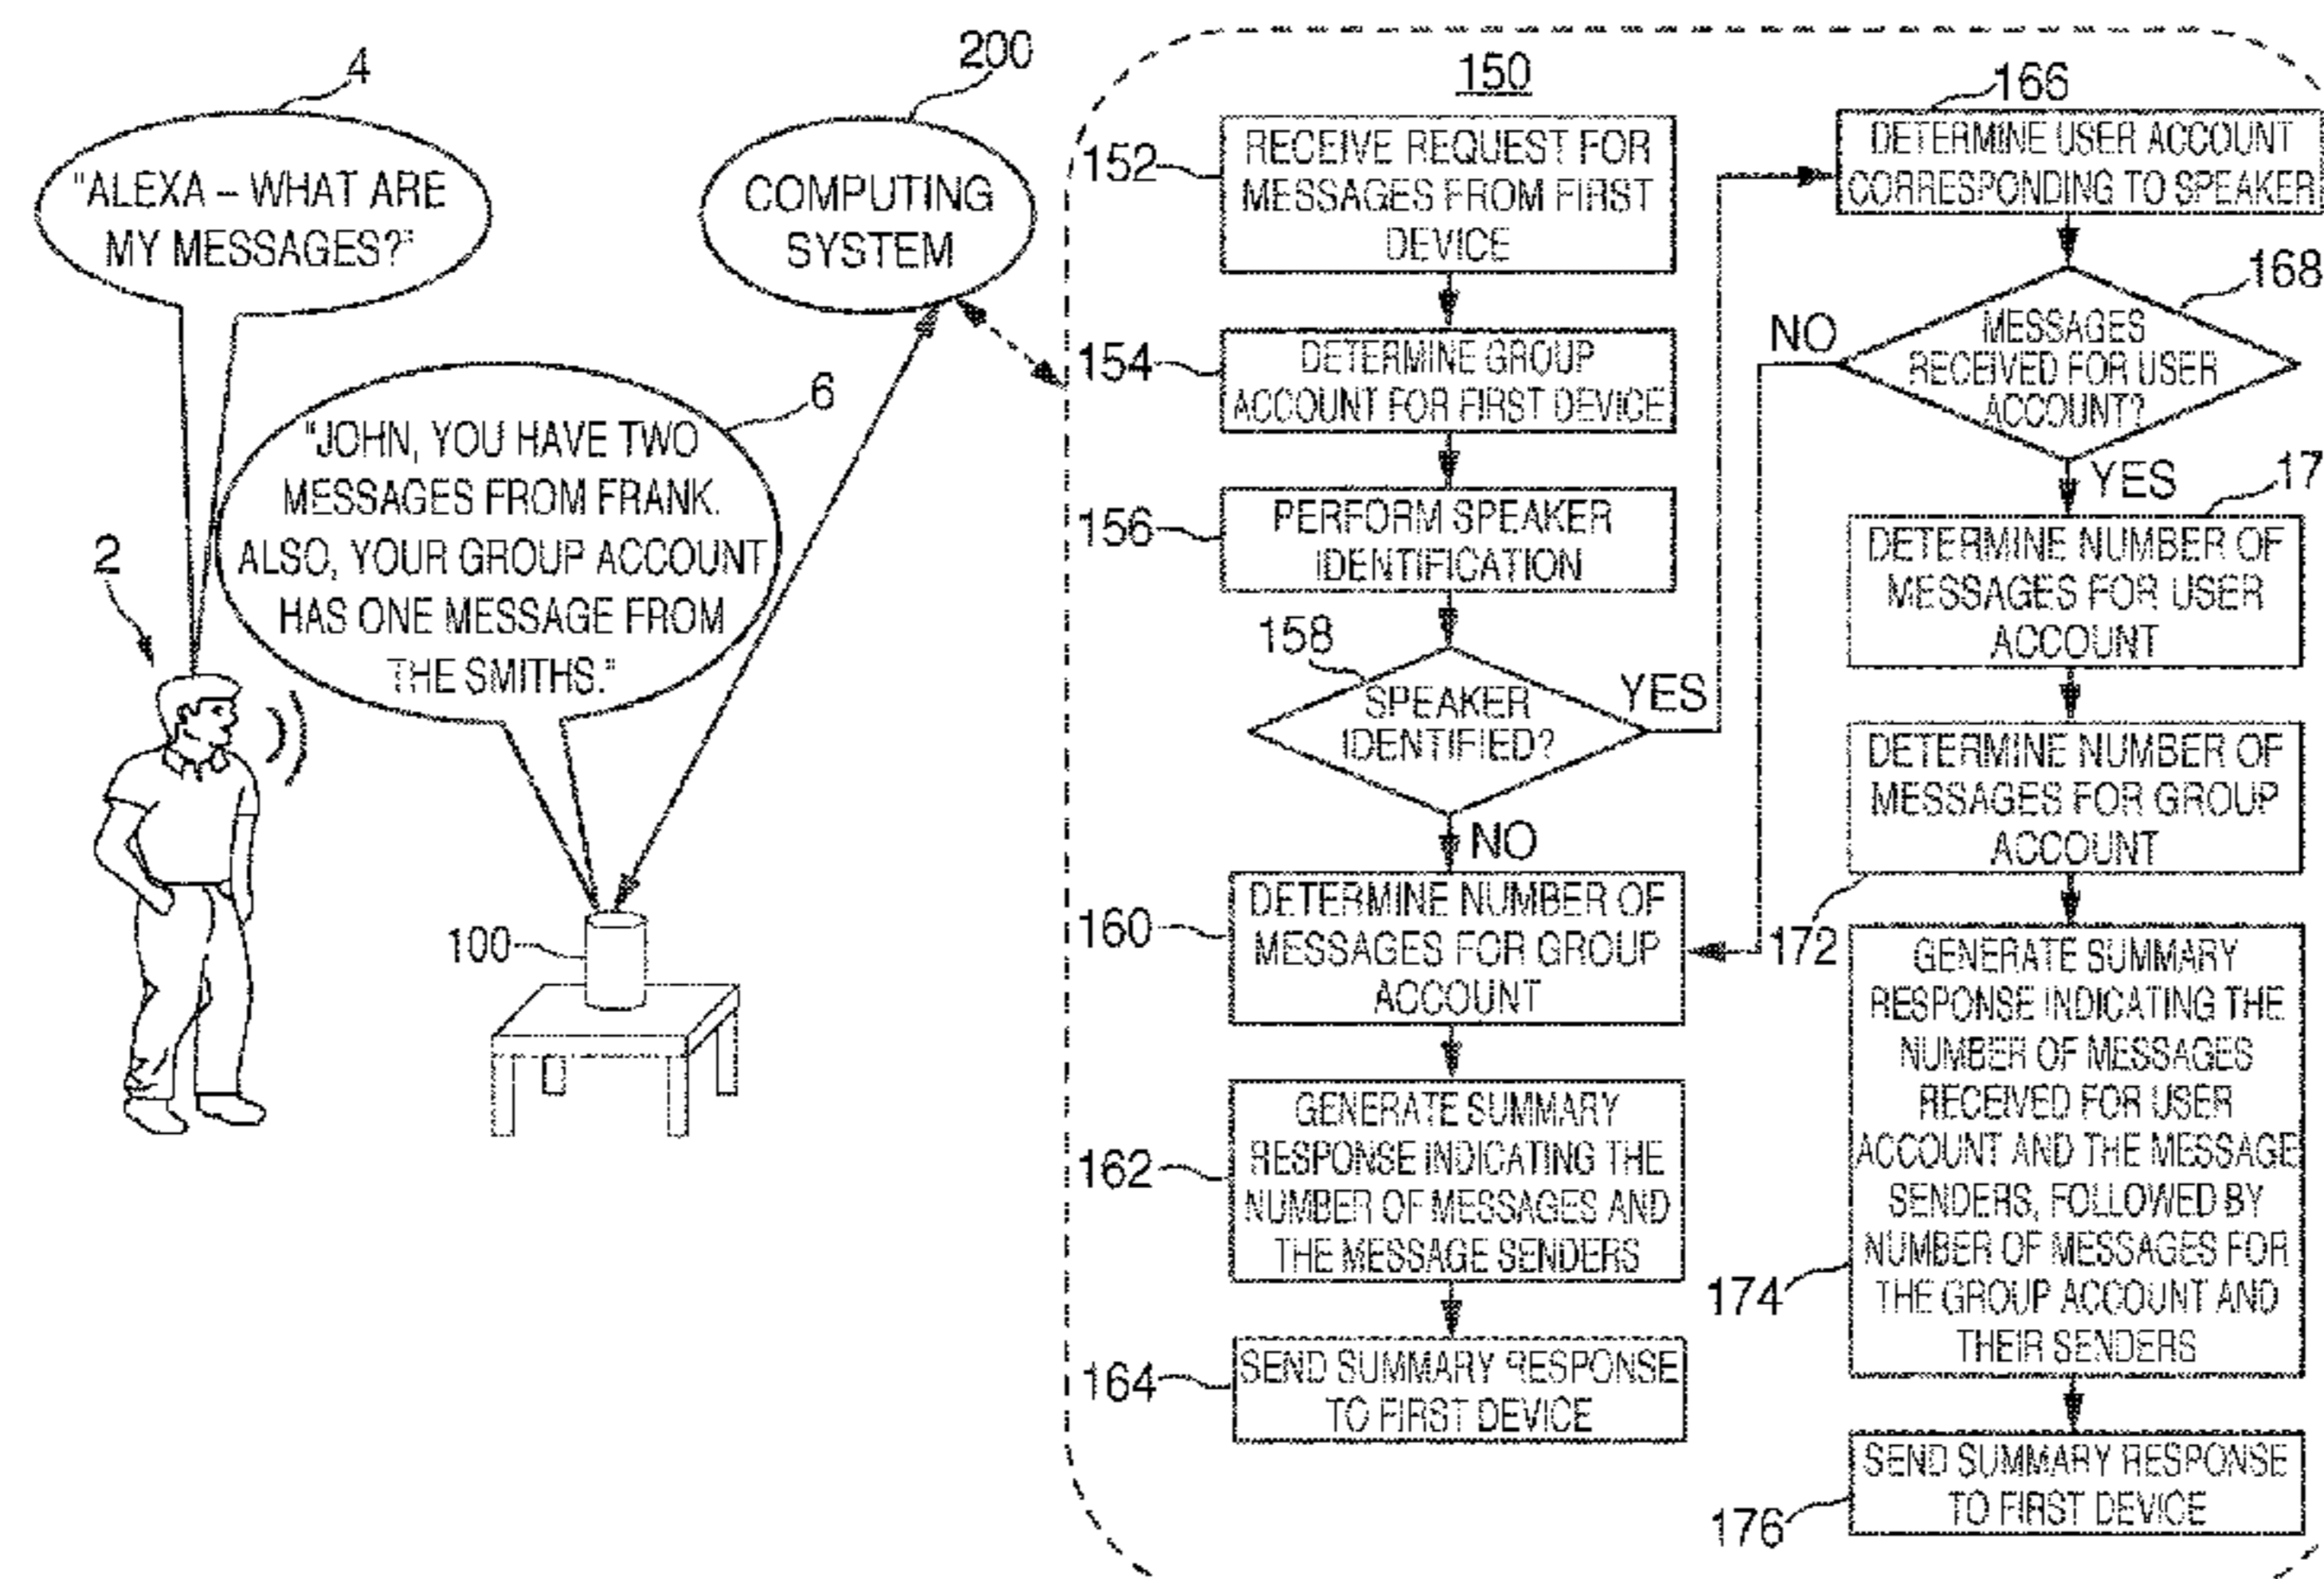 4
200
"ALEXA – WHAT ARE
MY MESSAGES?"
COMPUTING
SYSTEM
6
"JOHN, YOU HAVE TWO
MESSAGES FROM FRANK.
ALSO, YOUR GROUP ACCOUNT
HAS ONE MESSAGE FROM
THE SMITHS."
2
100
150
152
RECEIVE REQUEST FOR
MESSAGES FROM FIRST
DEVICE
154
DETERMINE GROUP
ACCOUNT FOR FIRST DEVICE
156
PERFORM SPEAKER
IDENTIFICATION
158
SPEAKER
IDENTIFIED?
YES
NO
160
DETERMINE NUMBER OF
MESSAGES FOR GROUP
ACCOUNT
162
GENERATE SUMMARY
RESPONSE INDICATING THE
NUMBER OF MESSAGES AND
THE MESSAGE SENDERS
164
SEND SUMMARY RESPONSE
TO FIRST DEVICE
166
DETERMINE USER ACCOUNT
CORRESPONDING TO SPEAKER
168
MESSAGES
RECEIVED FOR USER
ACCOUNT?
NO
YES
17
DETERMINE NUMBER OF
MESSAGES FOR USER
ACCOUNT
DETERMINE NUMBER OF
MESSAGES FOR GROUP
ACCOUNT
172
GENERATE SUMMARY
RESPONSE INDICATING THE
NUMBER OF MESSAGES
RECEIVED FOR USER
ACCOUNT AND THE MESSAGE
SENDERS, FOLLOWED BY
NUMBER OF MESSAGES FOR
THE GROUP ACCOUNT AND
THEIR SENDERS
174
SEND SUMMARY RESPONSE
TO FIRST DEVICE
176